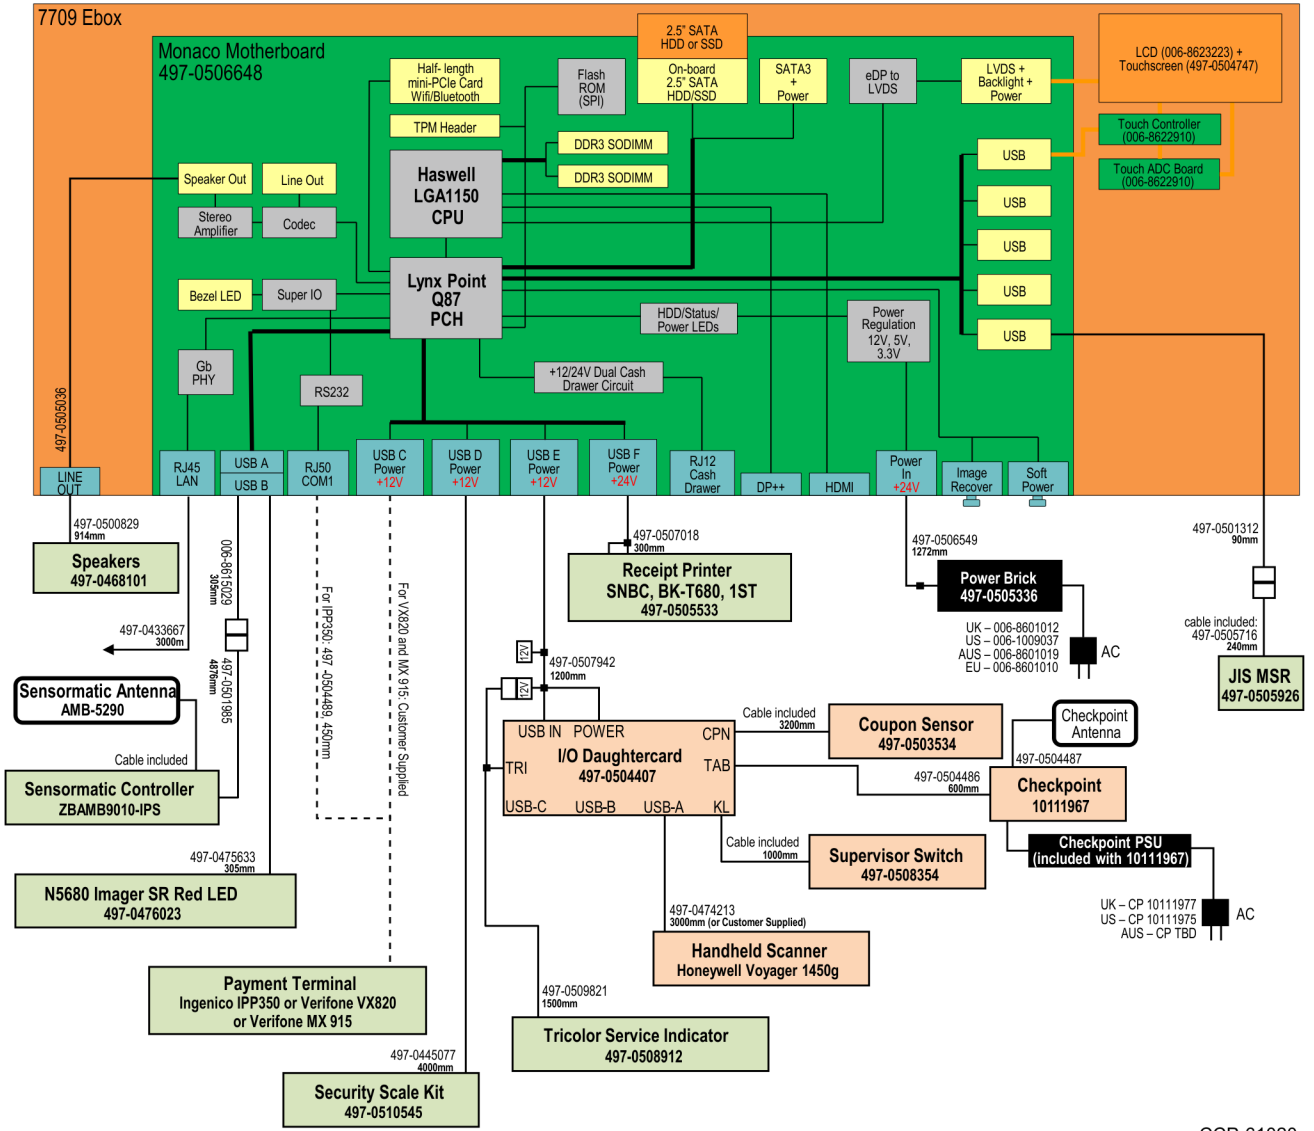 7709 Ebox
Monaco Motherboard
497-0506648
2.5” SATA
HDD or SSD
On-board
2.5” SATA
HDD/SSD
Half- length
mini-PCIe Card
Wifi/Bluetooth
TPM Header
Flash
ROM
(SPI)
SATA3
+
Power
eDP to
LVDS
LVDS +
Backlight +
Power
LCD (006-8623223) +
Touchscreen (497-0504747)
Touch Controller
(006-8622910)
Touch ADC Board
(006-8622910)
DDR3 SODIMM
DDR3 SODIMM
Haswell
LGA1150
CPU
USB
USB
USB
USB
USB
Speaker Out
Line Out
Stereo
Amplifier
Codec
Lynx Point
Q87
PCH
Bezel LED
Super IO
HDD/Status/
Power LEDs
Power
Regulation
12V, 5V,
3.3V
Gb
PHY
RS232
+12/24V Dual Cash
Drawer Circuit
497-0505036
LINE
OUT
RJ45
LAN
USB A
USB B
RJ50
COM1
USB C
Power
+12V
USB D
Power
+12V
USB E
Power
+12V
USB F
Power
+24V
RJ12
Cash
Drawer
DP++
HDMI
Power
In
+24V
Image
Recover
Soft
Power
497-0500829
914mm
Speakers
497-0468101
006-8615029
305mm
497-0433667
3000m
497-0501985
4876mm
Sensormatic Antenna
AMB-5290
Cable included
Sensormatic Controller
ZBAMB9010-IPS
497-0475633
305mm
N5680 Imager SR Red LED
497-0476023
For IPP350: 497 -0504489, 450mm
For VX820 and MX 915: Customer Supplied
Payment Terminal
Ingenico IPP350 or Verifone VX820
or Verifone MX 915
497-0445077
4000mm
Security Scale Kit
497-0510545
497-0507018
300mm
Receipt Printer
SNBC, BK-T680, 1ST
497-0505533
12V
497-0507942
1200mm
12V
USB IN
POWER
CPN
I/O Daughtercard
497-0504407
TRI
TAB
USB-C
USB-B
USB-A
KL
Cable included
3200mm
Coupon Sensor
497-0503534
497-0504486
600mm
Checkpoint
Antenna
497-0504487
Checkpoint
10111967
Checkpoint PSU
(included with 10111967)
UK – CP 10111977
US – CP 10111975
AUS – CP TBD
AC
Cable included
1000mm
Supervisor Switch
497-0508354
497-0474213
3000mm (or Customer Supplied)
Handheld Scanner
Honeywell Voyager 1450g
497-0509821
1500mm
Tricolor Service Indicator
497-0508912
497-0506549
1272mm
Power Brick
497-0505336
UK – 006-8601012
US – 006-1009037
AUS – 006-8601019
EU – 006-8601010
AC
497-0501312
90mm
cable included:
497-0505716
240mm
JIS MSR
497-0505926